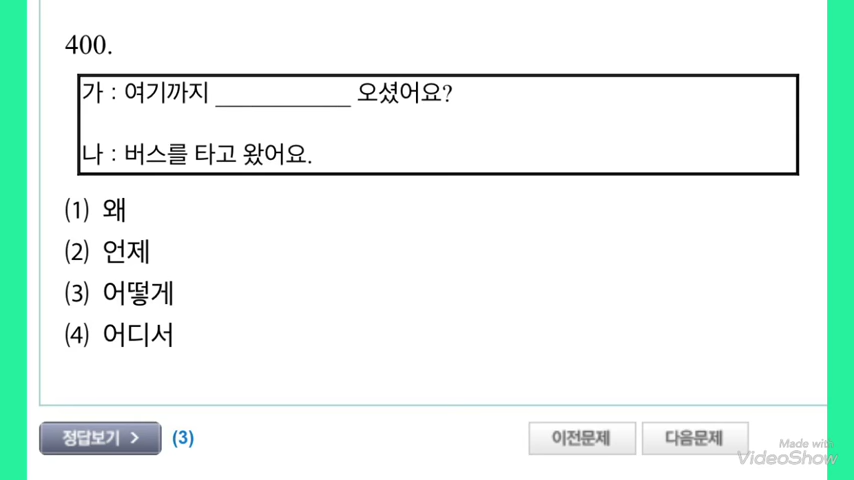 400.
가 : 여기까지 ____________ 오셨어요?
나 : 버스를 타고 왔어요.
(1) 왜
(2) 언제
(3) 어떻게
(4) 어디서
정답보기 > (3) 이전문제 다음문제
Made with
VideoShow